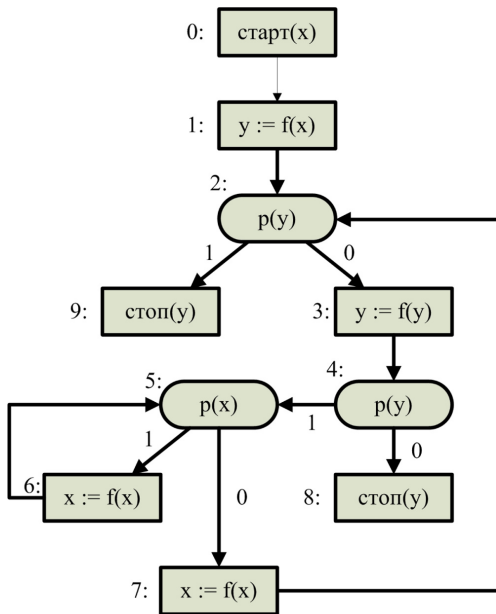 0: старт(x)
1: y := f(x)
2:
p(y)
1 0
9: стоп(y) 3: y := f(y)
5: 4:
p(x) 1 p(y)
1 0
6: 0
x := f(x) 8: стоп(y)
7: x := f(x)